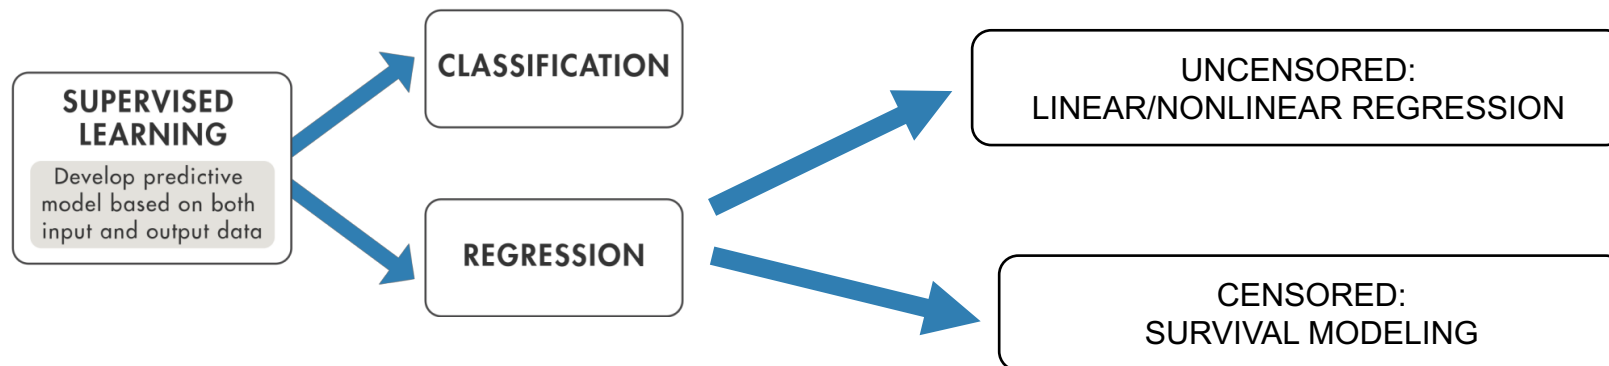 SUPERVISED
LEARNING
Develop predictive
model based on both
input and output data
CLASSIFICATION
REGRESSION
UNCENSORED:
LINEAR/NONLINEAR REGRESSION
CENSORED:
SURVIVAL MODELING